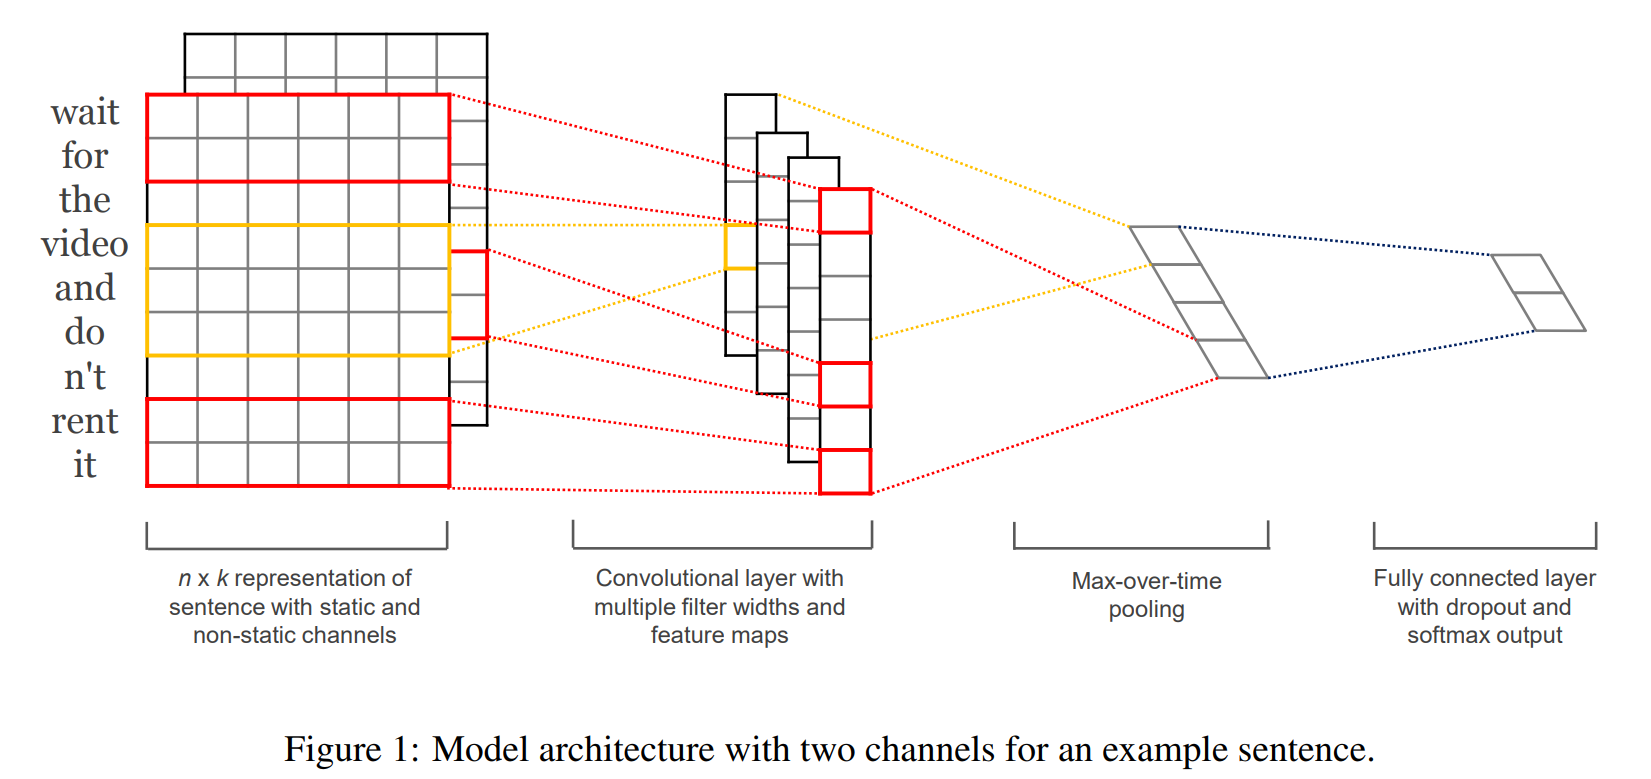 wait
for
the
video
and
do
n't
rent
it
n x k representation of
sentence with static and
non-static channels
Convolutional layer with
multiple filter widths and
feature maps
Max-over-time
pooling
Fully connected layer
with dropout and
softmax output
Figure 1: Model architecture with two channels for an example sentence.